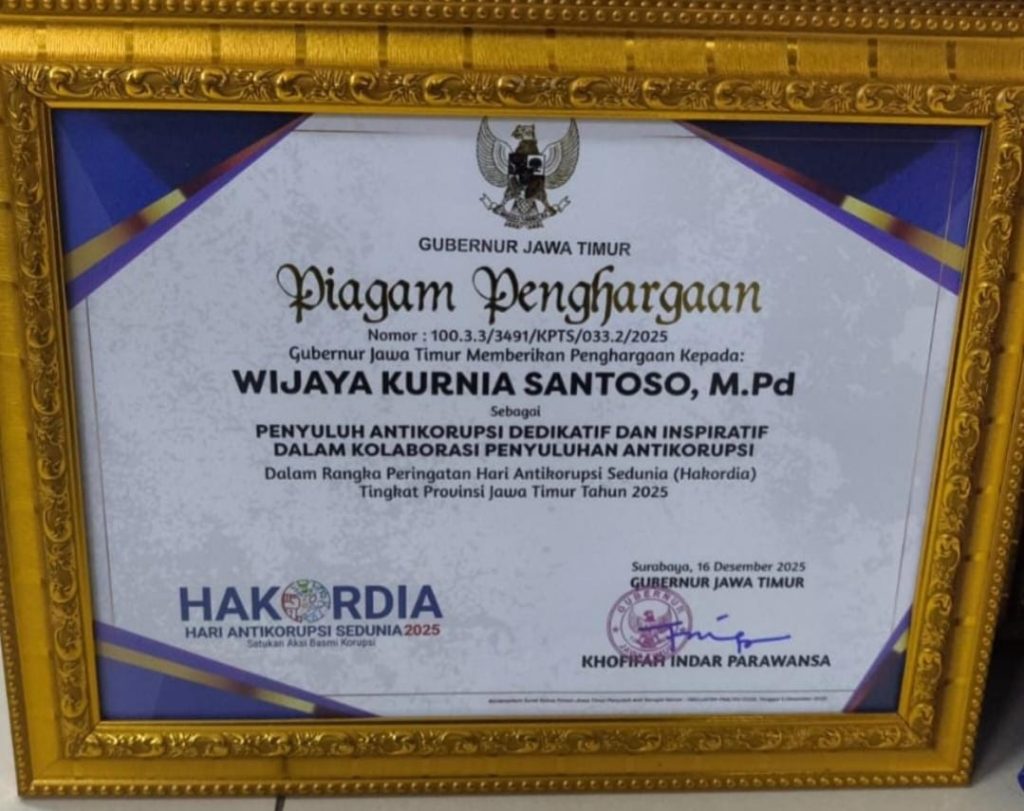 GUBERNUR JAWA TIMUR
Piagam Penghargaan
Nomor : 100.3.3/3491/KPTS/033.2/2025
Gubernur Jawa Timur Memberikan Penghargaan Kepada:
WIJAYA KURNIA SANTOSO, M.Pd
Sebagai
PENYULUH ANTIKORUPSI DEDIKATIF DAN INSPIRATIF
DALAM KOLABORASI PENYULUHAN ANTIKORUPSI
Dalam Rangka Peringatan Hari Antikorupsi Sedunia (Hakordia)
Tingkat Provinsi Jawa Timur Tahun 2025
HAKORDIA
HARI ANTIKORUPSI SEDUNIA 2025
Satukan Aksi Basmi Korupsi
Surabaya, 16 Desember 2025
GUBERNUR JAWA TIMUR
GUBERNUR
JAWA TIMUR
KHOFIFAH INDAR PARAWANSA